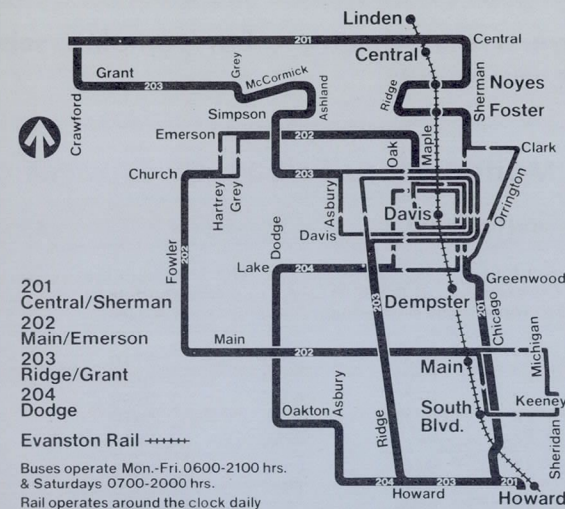 Linden
201
Central
Central
Grant
Grey
McCormick
203
Ridge
Noyes
Sherman
Ashland
Crawford
Simpson
Foster
Emerson
202
Oak
Maple
Clark
Church
203
Hartrey
Grey
Asbury
Orrington
Davis
Davis
Dodge
Fowler
202
Lake
204
Greenwood
203
Dempster
201
Chicago
Michigan
Main
202
Main
Keeney
Asbury
South
Blvd.
Oakton
Ridge
Sheridan
204
203
201
Howard
Howard
201
Central/Sherman
202
Main/Emerson
203
Ridge/Grant
204
Dodge
Evanston Rail
Buses operate Mon.-Fri. 0600-2100 hrs.
& Saturdays 0700-2000 hrs.
Rail operates around the clock daily